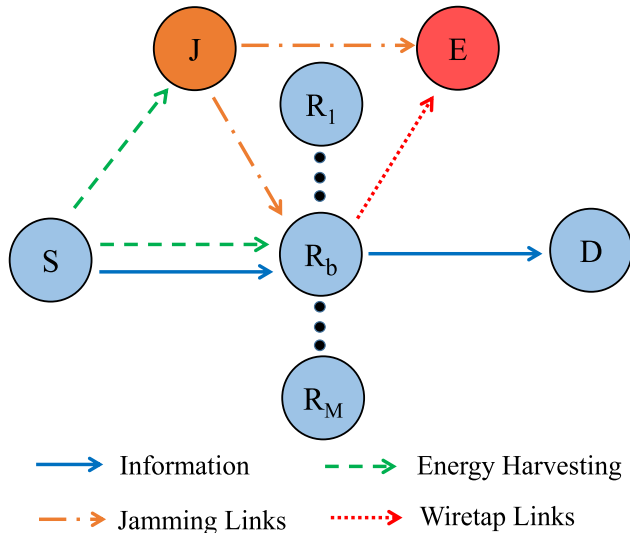 J
E
R1
S
Rb
D
RM
Information
Energy Harvesting
Jamming Links
Wiretap Links